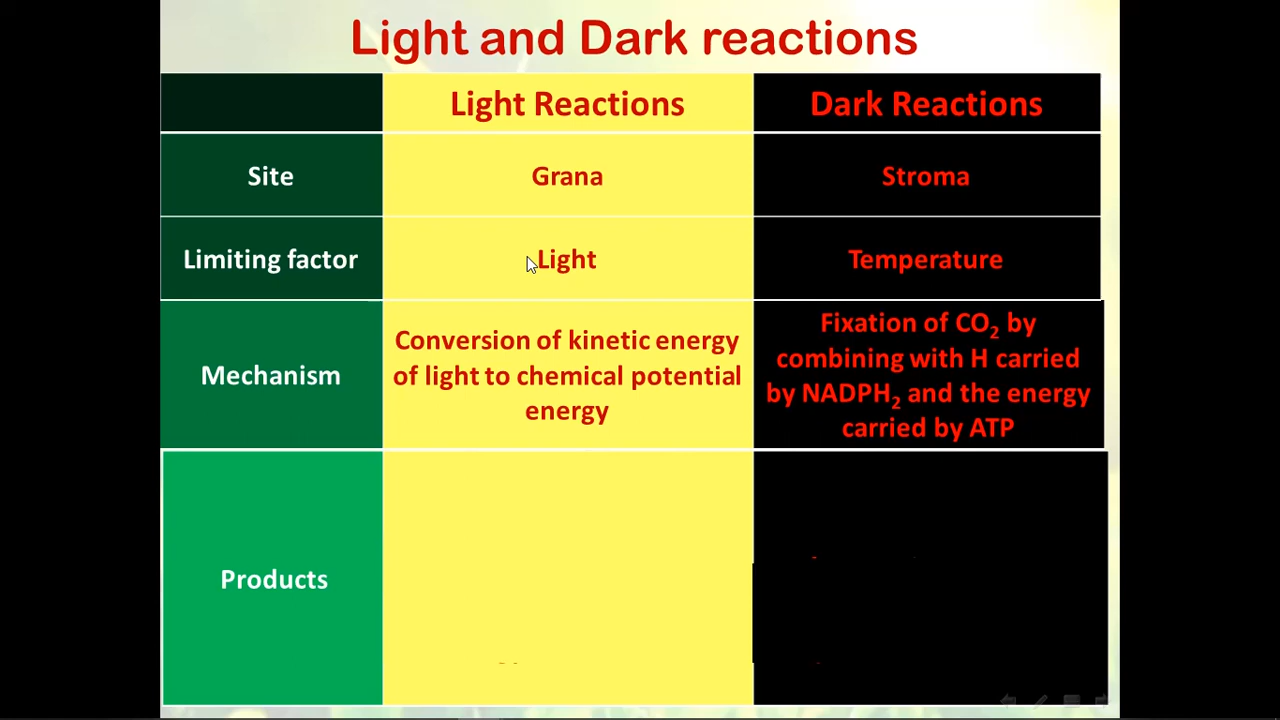 Light and Dark reactions
Light Reactions
Dark Reactions
Site
Grana
Stroma
Limiting factor
Light
Temperature
Mechanism
Conversion of kinetic energy
of light to chemical potential
energy
Fixation of CO₂ by
combining with H carried
by NADPH₂ and the energy
carried by ATP
Products